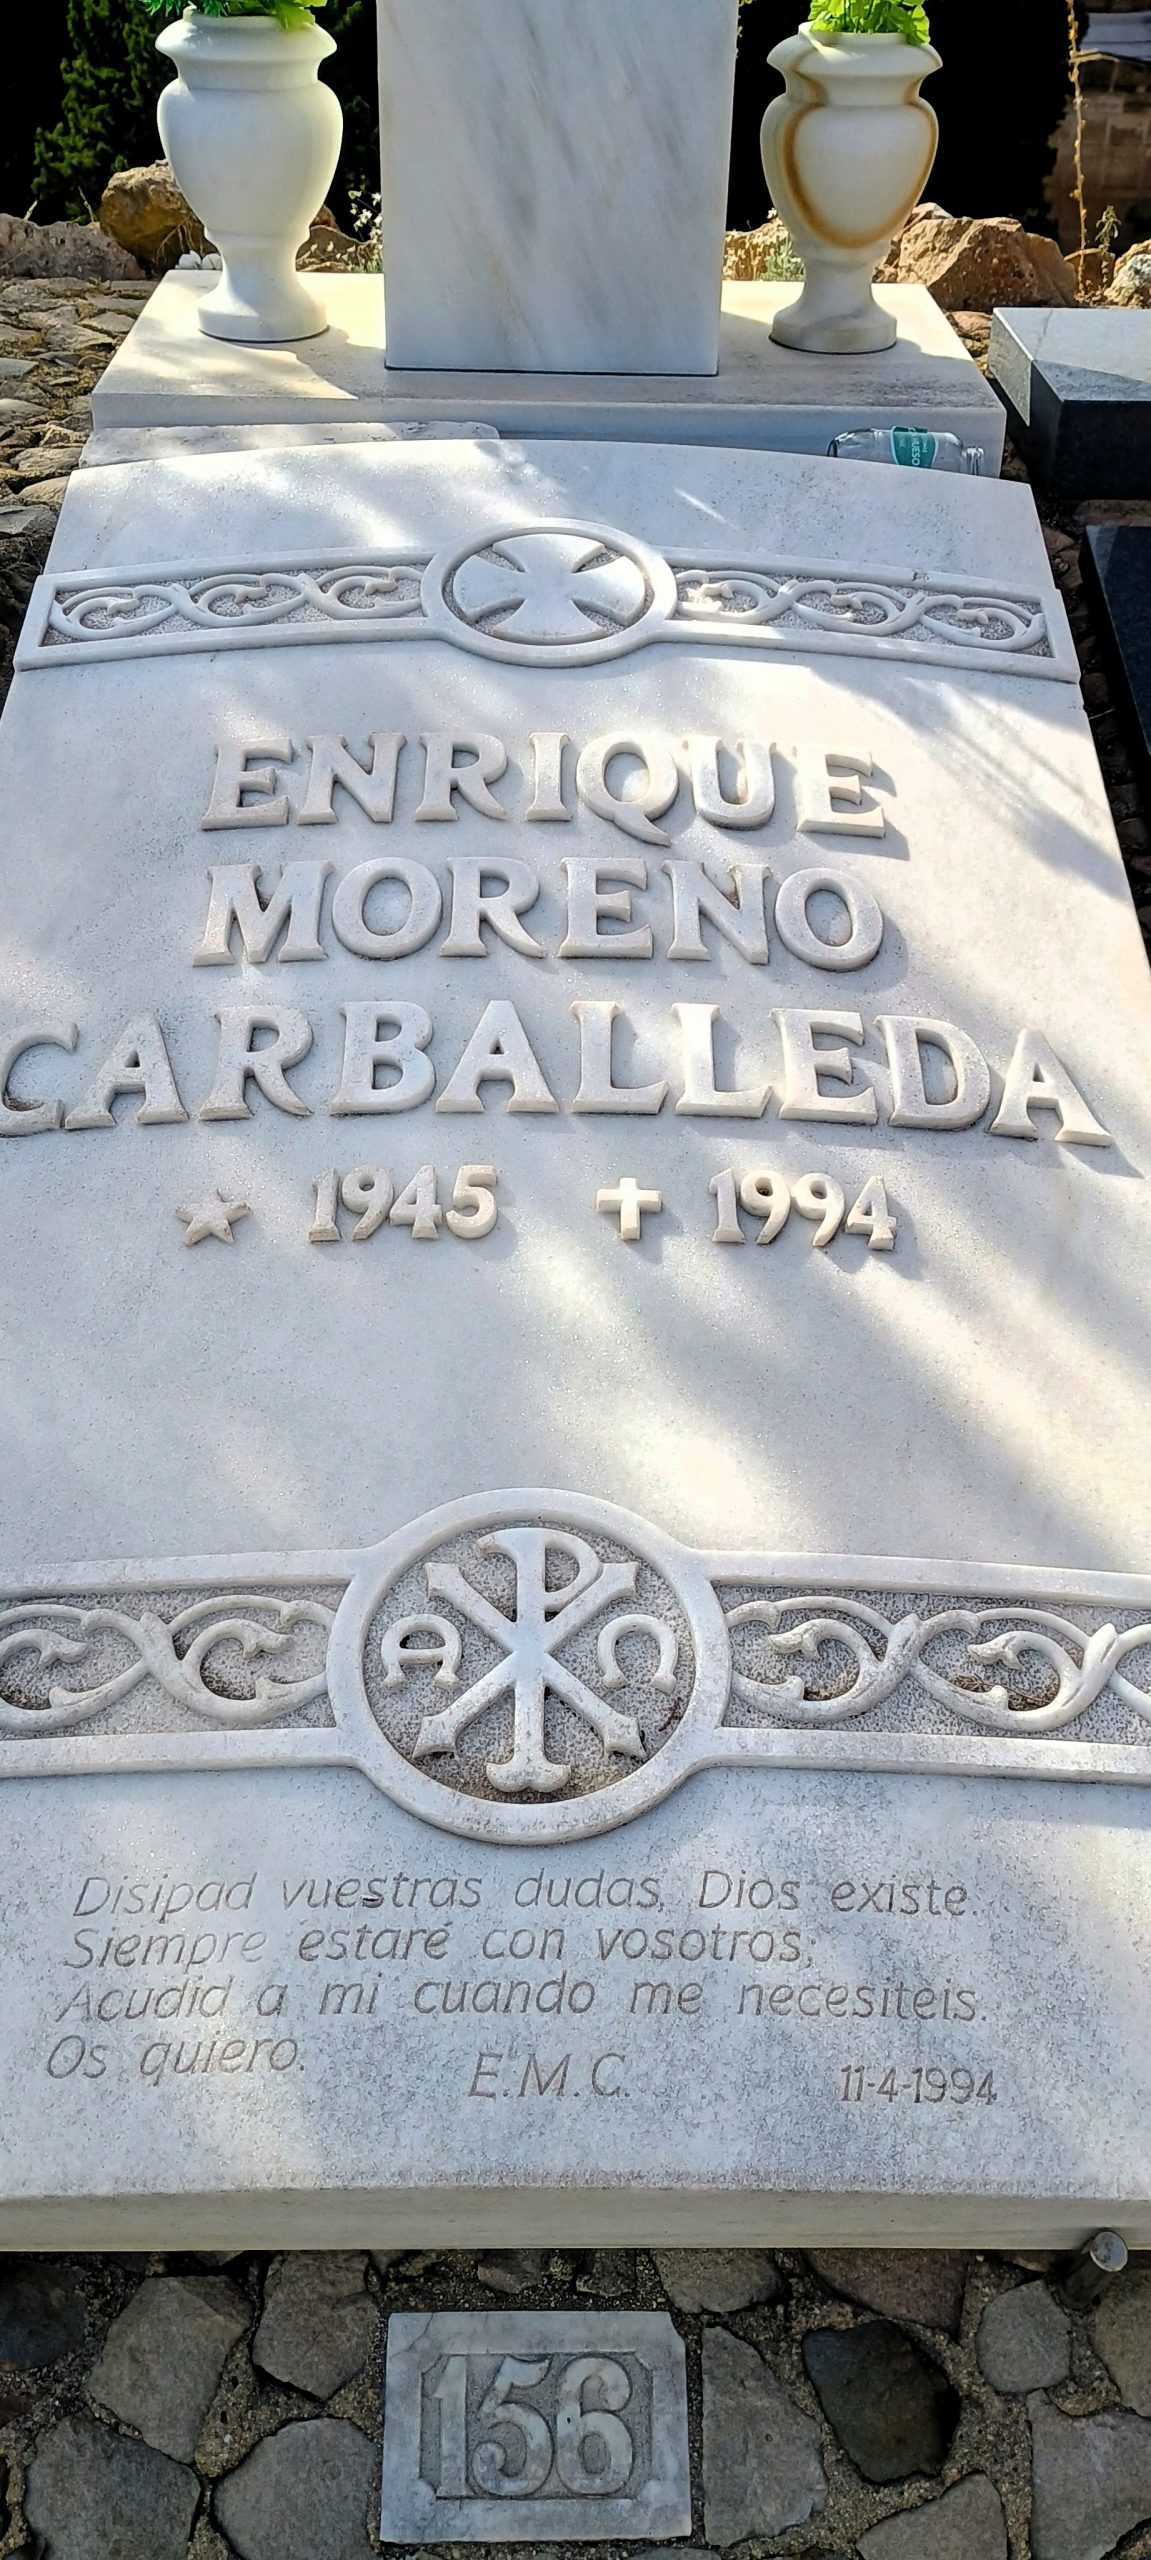 HUESO
ENRIQUE
MORENO
CARBALLEDA
1945 1994
A Ω
Disipad vuestras dudas, Dios existe.
Siempre estaré con vosotros;
Acudid a mi cuando me necesiteis.
Os quiero. E.M.C. 11-4-1994
156